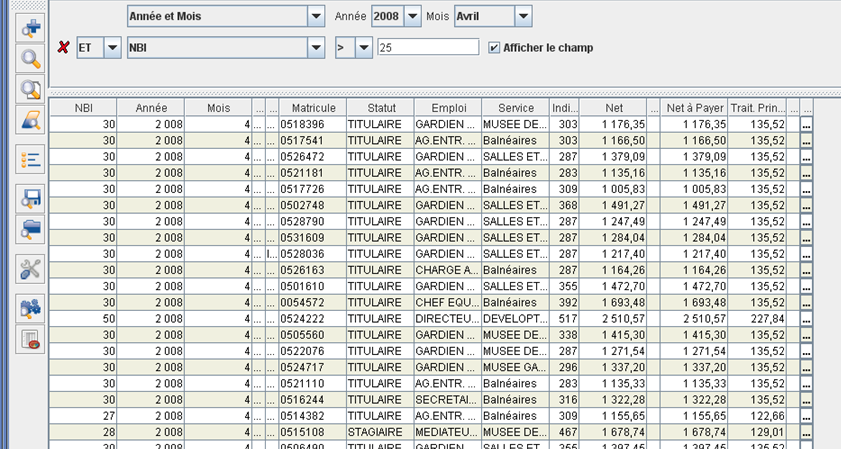 Année et Mois Année 2008 Mois Avril
ET NBI > 25 Afficher le champ
NBI Année Mois ... ... Matricule Statut Emploi Service Indi... Net ... Net à Payer Trait. Prin... ... ...
30 2 008 4 ... ... 0518396 TITULAIRE GARDIEN ... MUSEE DE... 303 1 176,35 1 176,35 135,52 ...
30 2 008 4 ... ... 0517541 TITULAIRE AG.ENTR. ... Balnéaires 303 1 166,50 1 166,50 135,52 ...
30 2 008 4 ... ... 0526472 TITULAIRE GARDIEN ... SALLES ET... 287 1 379,09 1 379,09 135,52 ...
30 2 008 4 ... ... 0521181 TITULAIRE AG.ENTR. ... Balnéaires 283 1 135,16 1 135,16 135,52 ...
30 2 008 4 ... ... 0517726 TITULAIRE AG.ENTR. ... Balnéaires 309 1 005,83 1 005,83 135,52 ...
30 2 008 4 ... ... 0502748 TITULAIRE GARDIEN ... SALLES ET... 368 1 491,27 1 491,27 135,52 ...
30 2 008 4 ... ... 0528790 TITULAIRE GARDIEN ... SALLES ET... 287 1 247,49 1 247,49 135,52 ...
30 2 008 4 ... ... 0531609 TITULAIRE GARDIEN ... SALLES ET... 287 1 284,04 1 284,04 135,52 ...
30 2 008 4 ... I... 0528036 TITULAIRE GARDIEN ... SALLES ET... 287 1 217,40 1 217,40 135,52 ...
30 2 008 4 ... ... 0526163 TITULAIRE CHARGE A... Balnéaires 287 1 164,26 1 164,26 135,52 ...
30 2 008 4 ... ... 0501610 TITULAIRE GARDIEN ... SALLES ET... 355 1 472,70 1 472,70 135,52 ...
30 2 008 4 ... ... 0054572 TITULAIRE CHEF EQU... Balnéaires 392 1 693,48 1 693,48 135,52 ...
50 2 008 4 ... ... 0524222 TITULAIRE DIRECTEU... DEVELOPT... 517 2 510,57 2 510,57 227,84 ...
30 2 008 4 ... ... 0505560 TITULAIRE GARDIEN ... MUSEE DE... 338 1 415,30 1 415,30 135,52 ...
30 2 008 4 ... ... 0522076 TITULAIRE GARDIEN ... MUSEE DE... 287 1 271,54 1 271,54 135,52 ...
30 2 008 4 ... ... 0524717 TITULAIRE GARDIEN ... MUSEE GA... 296 1 337,20 1 337,20 135,52 ...
30 2 008 4 ... ... 0521110 TITULAIRE AG.ENTR. ... Balnéaires 283 1 135,33 1 135,33 135,52 ...
30 2 008 4 ... ... 0516244 TITULAIRE SECRETAI... Balnéaires 316 1 322,28 1 322,28 135,52 ...
27 2 008 4 ... ... 0514382 TITULAIRE AG.ENTR. ... Balnéaires 309 1 155,65 1 155,65 122,66 ...
28 2 008 4 ... ... 0515108 STAGIAIRE MEDIATEU... MUSEE DE... 467 1 678,74 1 678,74 129,01 ...
30 2 008 4 ... ... 0506490 TITULAIRE GARDIEN ... SALLES ET... 355 1 397,45 1 397,45 135,52 ...